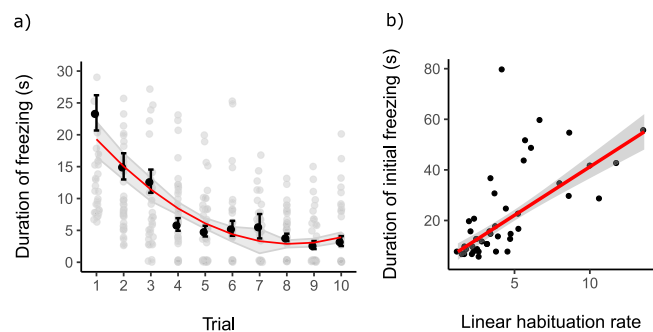 a)
Duration of freezing (s)
30
25
20
15
10
5
0
1 2 3 4 5 6 7 8 9 10
Trial
b)
Duration of initial freezing (s)
80
60
40
20
5 10
Linear habituation rate